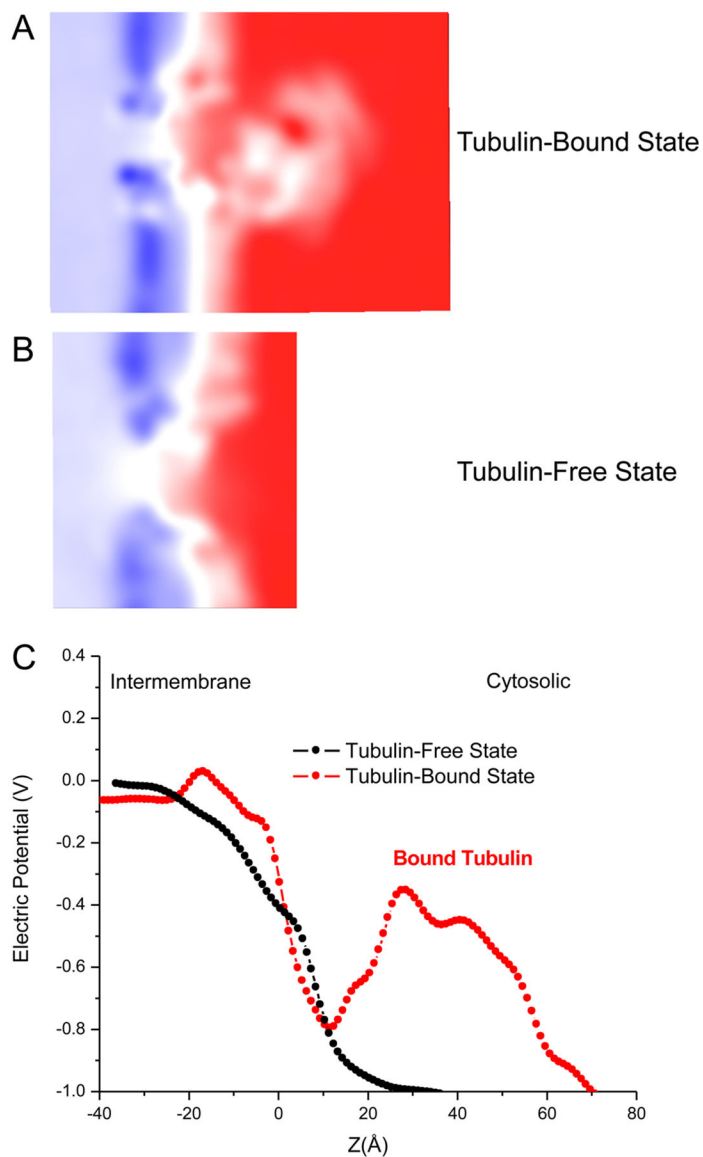 A
Tubulin-Bound State
B
Tubulin-Free State
C
0.4
Intermembrane
Cytosolic
0.2
Tubulin-Free State
0.0
Tubulin-Bound State
-0.2
Bound Tubulin
-0.4
-0.6
-0.8
-1.0
Electric Potential (V)
-40 -20 0 20 40 60 80
Z(Å)